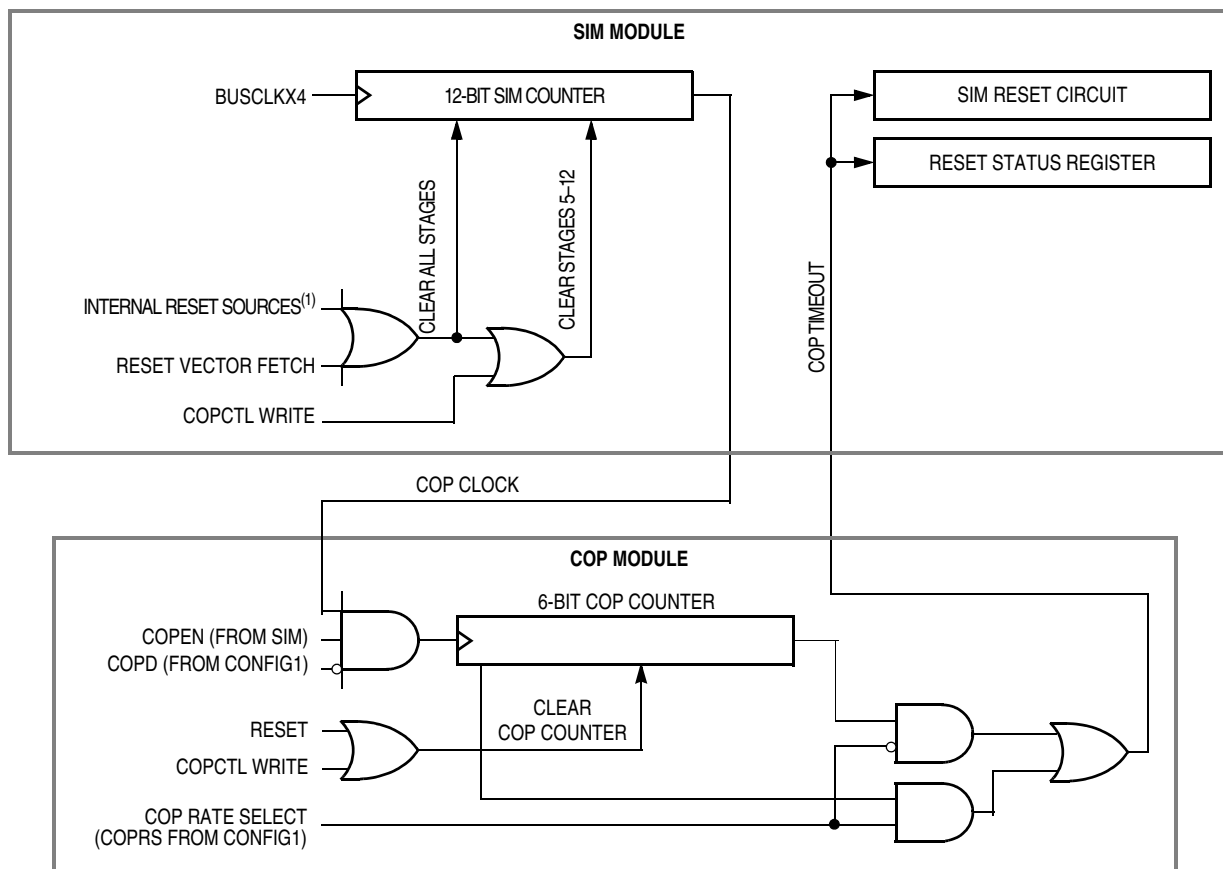 SIM MODULE
BUSCLKX4
12-BIT SIM COUNTER
SIM RESET CIRCUIT
RESET STATUS REGISTER
CLEAR ALL STAGES
CLEAR STAGES 5–12
COP TIMEOUT
INTERNAL RESET SOURCES(1)
RESET VECTOR FETCH
COPCTL WRITE
COP CLOCK
COP MODULE
6-BIT COP COUNTER
COPEN (FROM SIM)
COPD (FROM CONFIG1)
CLEAR
COP COUNTER
RESET
COPCTL WRITE
COP RATE SELECT
(COPRS FROM CONFIG1)